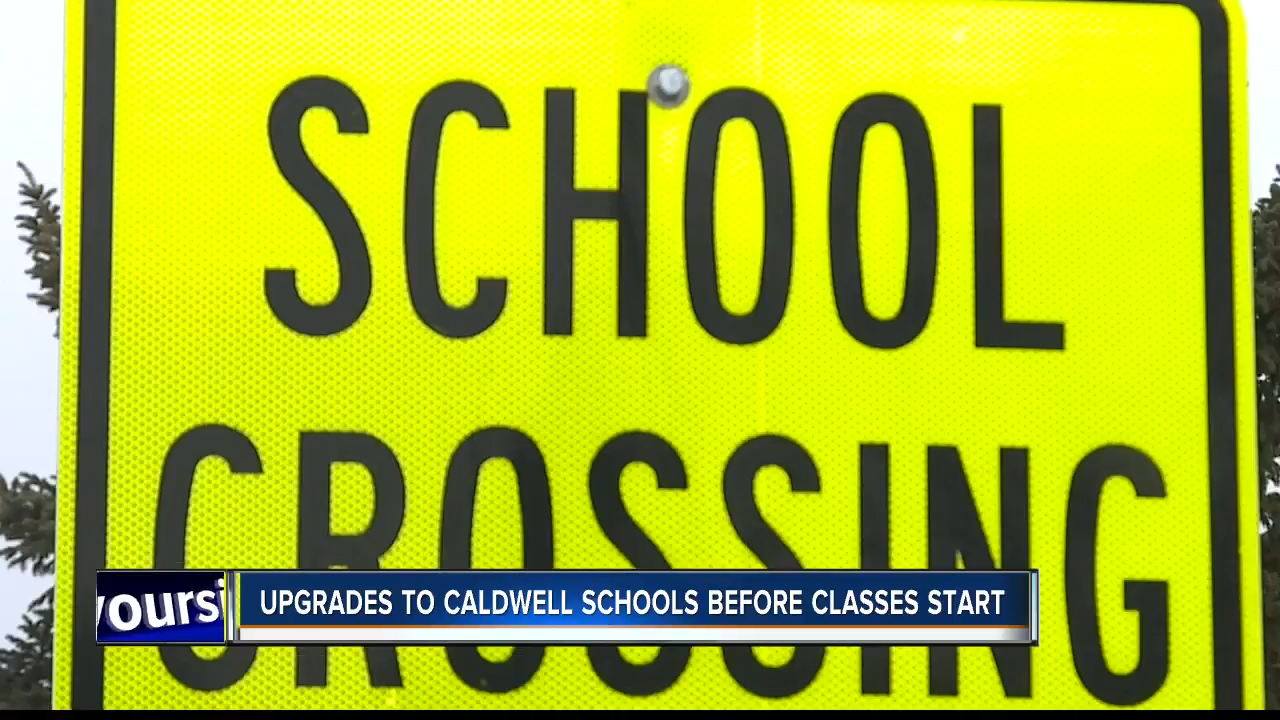 SCHOOL
CROSSING
UPGRADES TO CALDWELL SCHOOLS BEFORE CLASSES START